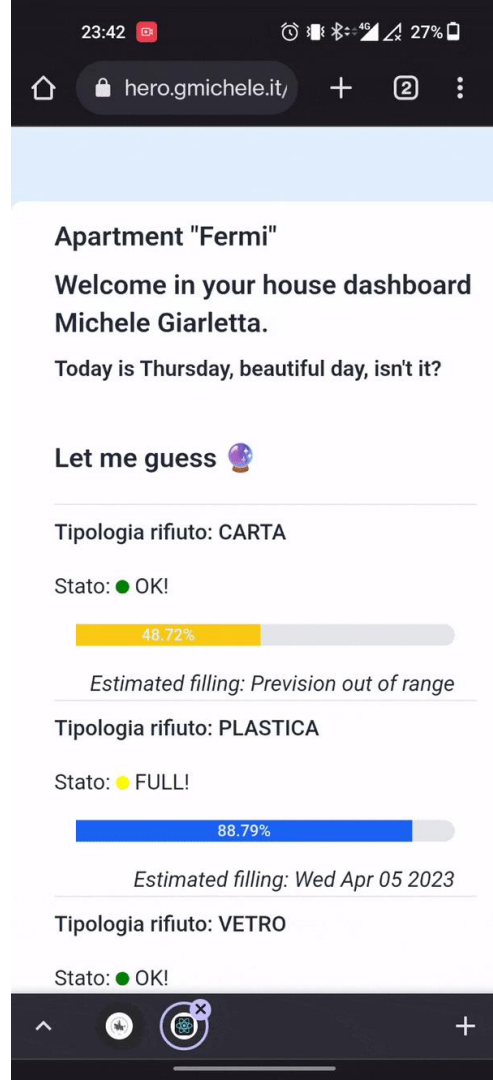 23:42
4G
27%
hero.gmichele.it/
2
Apartment "Fermi"
Welcome in your house dashboard
Michele Giarletta.
Today is Thursday, beautiful day, isn't it?
Let me guess 🔮
Tipologia rifiuto: CARTA
Stato: OK!
48.72%
Estimated filling: Prevision out of range
Tipologia rifiuto: PLASTICA
Stato: FULL!
88.79%
Estimated filling: Wed Apr 05 2023
Tipologia rifiuto: VETRO
Stato: OK!